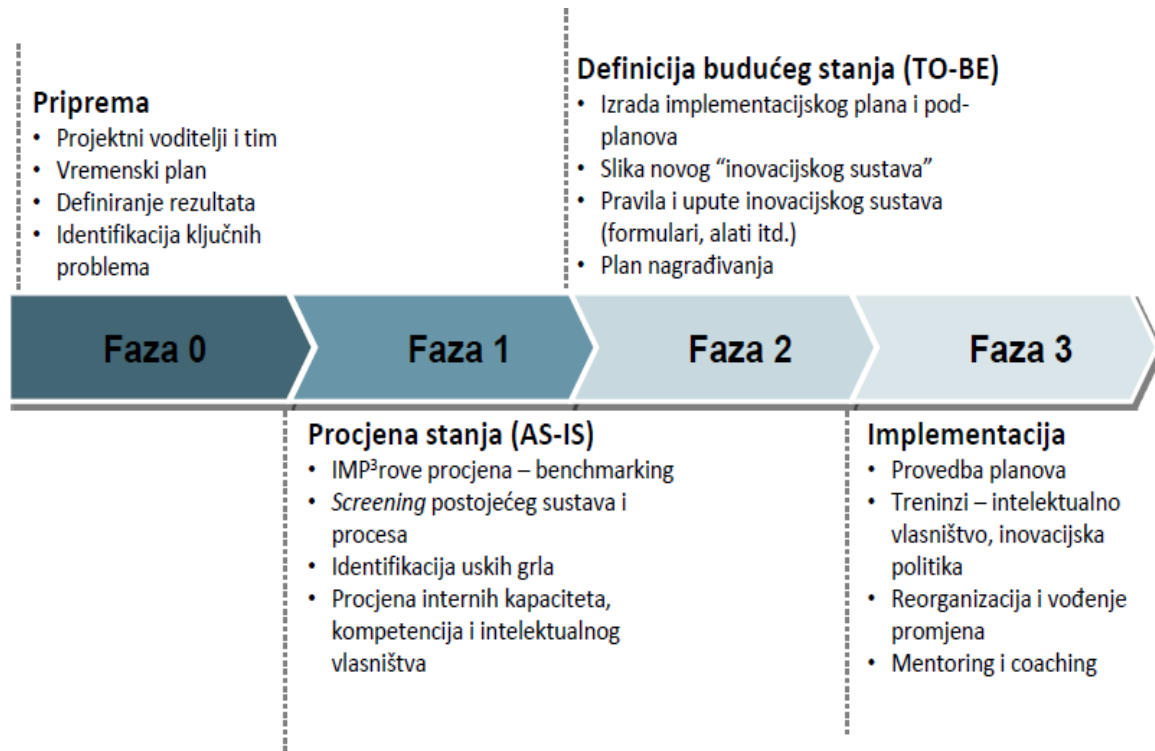 Priprema
• Projektni voditelji i tim
• Vremenski plan
• Definiranje rezultata
• Identifikacija ključnih
problema
Definicija budućeg stanja (TO-BE)
• Izrada implementacijskog plana i pod-
planova
• Slika novog “inovacijskog sustava”
• Pravila i upute inovacijskog sustava
(formulari, alati itd.)
• Plan nagrađivanja
Faza 0
Faza 1
Faza 2
Faza 3
Procjena stanja (AS-IS)
• IMP³rove procjena – benchmarking
• Screening postojećeg sustava i
procesa
• Identifikacija uskih grla
• Procjena internih kapaciteta,
kompetencija i intelektualnog
vlasništva
Implementacija
• Provedba planova
• Treninzi – intelektualno
vlasništvo, inovacijska
politika
• Reorganizacija i vođenje
promjena
• Mentoring i coaching